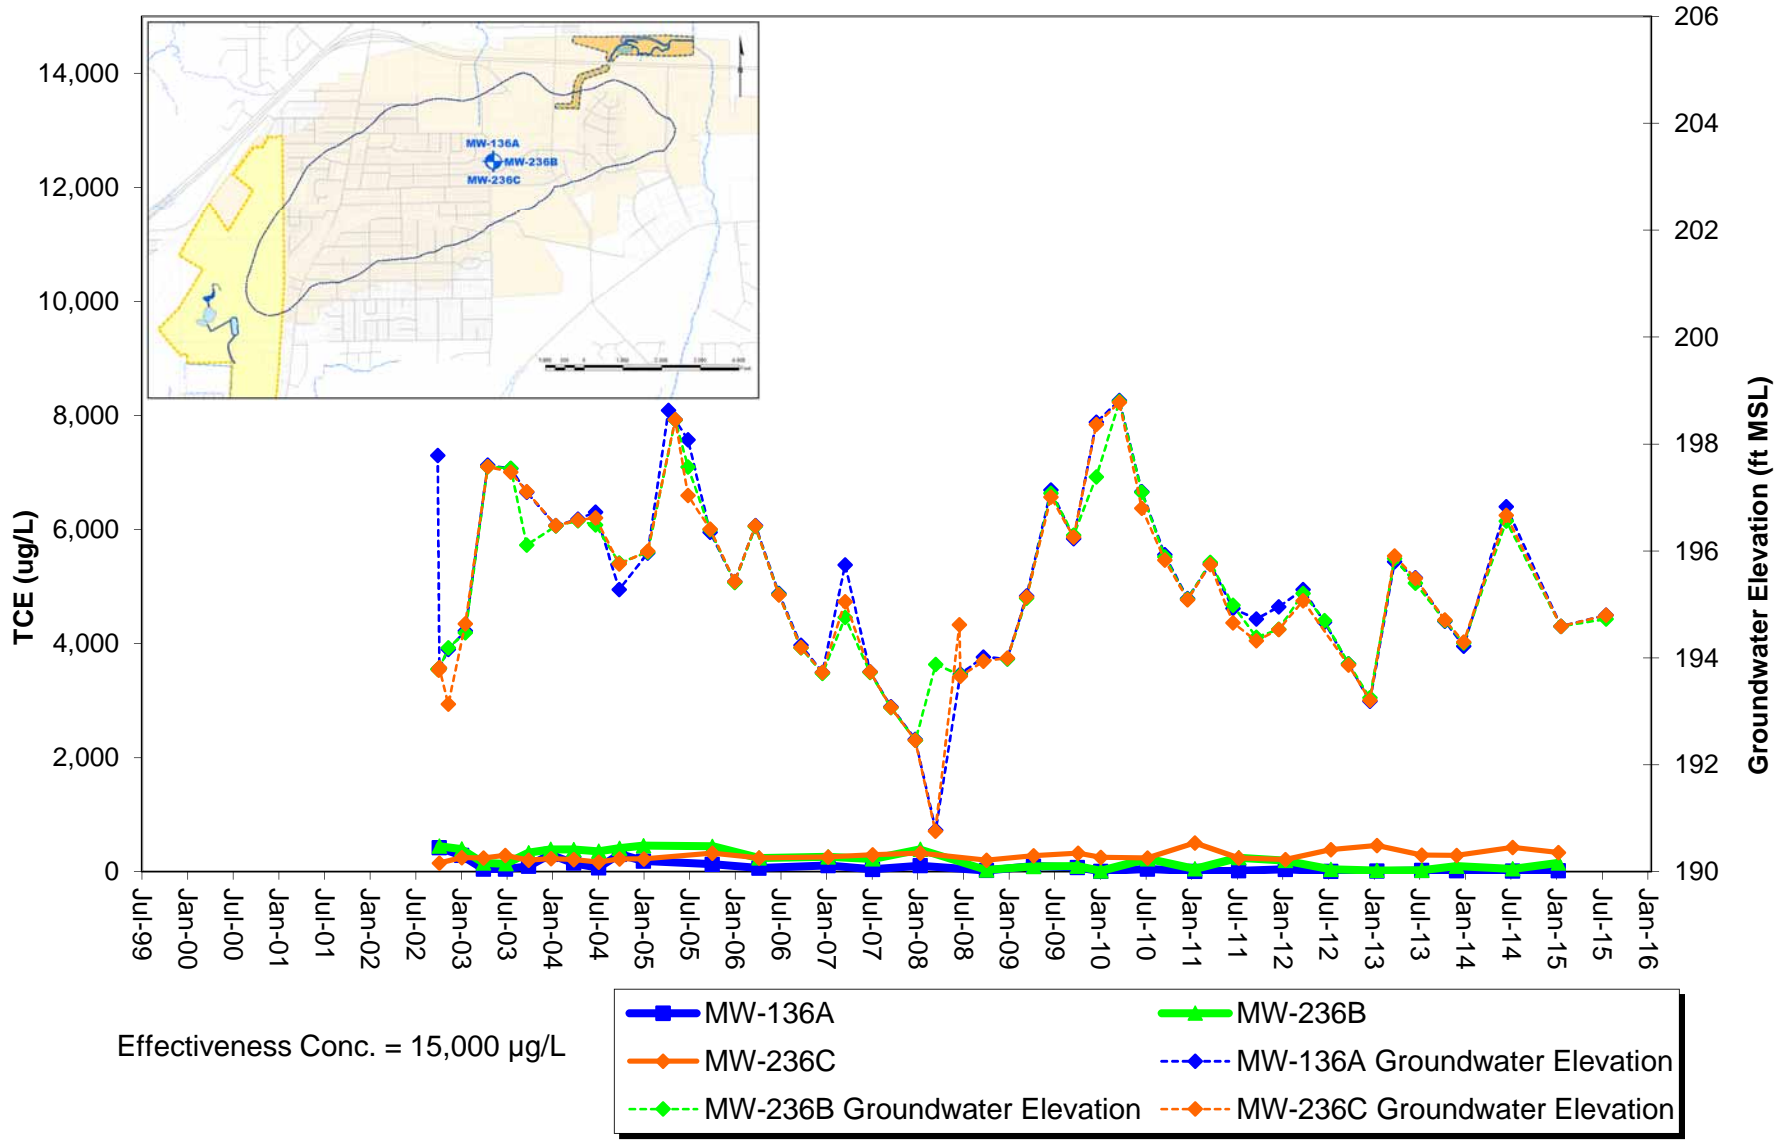 206
14,000
204
MW-136A
MW-236B
MW-236C
12,000
202
10,000
200
TCE (ug/L)
Groundwater Elevation (ft MSL)
8,000
198
6,000
196
4,000
194
2,000
192
0
190
Jul-99
Jan-00
Jul-00
Jan-01
Jul-01
Jan-02
Jul-02
Jan-03
Jul-03
Jan-04
Jul-04
Jan-05
Jul-05
Jan-06
Jul-06
Jan-07
Jul-07
Jan-08
Jul-08
Jan-09
Jul-09
Jan-10
Jul-10
Jan-11
Jul-11
Jan-12
Jul-12
Jan-13
Jul-13
Jan-14
Jul-14
Jan-15
Jul-15
Jan-16
Effectiveness Conc. = 15,000 µg/L
MW-136A
MW-236B
MW-236C
MW-136A Groundwater Elevation
MW-236B Groundwater Elevation
MW-236C Groundwater Elevation